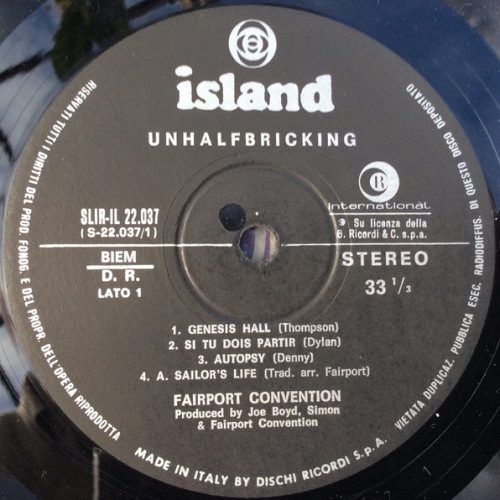 island
UNHALFBRICKING
SLIR-IL 22.037
(S-22.037/1)
BIEM
D. R.
LATO 1
R
international
℗ Su licenza della
B. Ricordi & C. s.p.a.
STEREO
33 1/3
1. GENESIS HALL (Thompson)
2. SI TU DOIS PARTIR (Dylan)
3. AUTOPSY (Denny)
4. A. SAILOR'S LIFE (Trad. arr. Fairport)
FAIRPORT CONVENTION
Produced by Joe Boyd, Simon
& Fairport Convention
RISERVATI TUTTI I DIRITTI DEL PROD. FONOG. E DEL PROPR. DELL'OPERA RIPRODOTTA
MADE IN ITALY BY DISCHI RICORDI S.p.A.
VIETATA DUPLICAZ. PUBBLICA ESEC. RADIODIFFUS. DI QUESTO DISCO DEPOSITATO